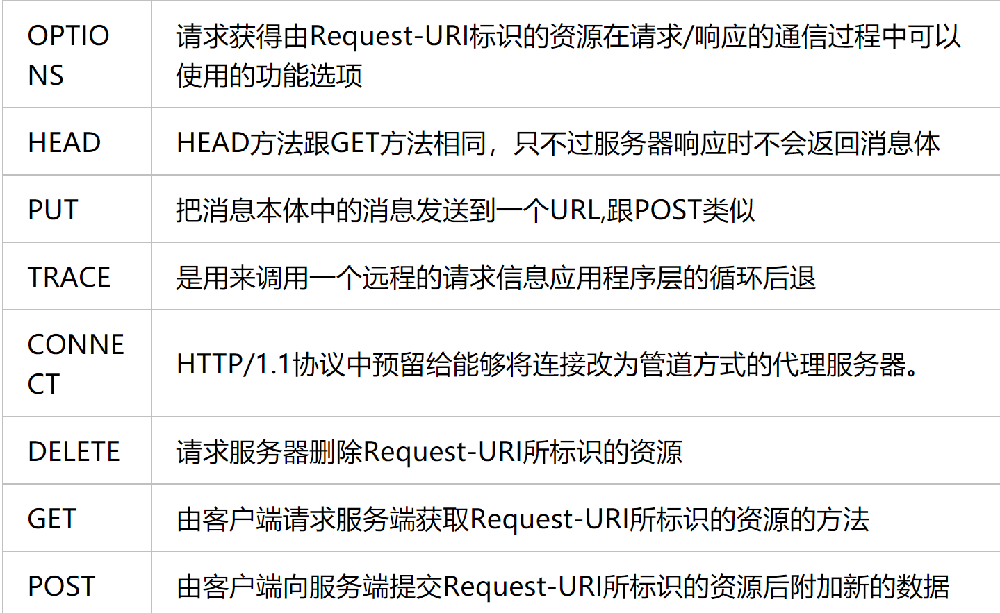 OPTIO
NS
请求获得由Request-URI标识的资源在请求/响应的通信过程中可以
使用的功能选项
HEAD
HEAD方法跟GET方法相同，只不过服务器响应时不会返回消息体
PUT
把消息本体中的消息发送到一个URL,跟POST类似
TRACE
是用来调用一个远程的请求信息应用程序层的循环后退
CONNE
CT
HTTP/1.1协议中预留给能够将连接改为管道方式的代理服务器。
DELETE
请求服务器删除Request-URI所标识的资源
GET
由客户端请求服务端获取Request-URI所标识的资源的方法
POST
由客户端向服务端提交Request-URI所标识的资源后附加新的数据